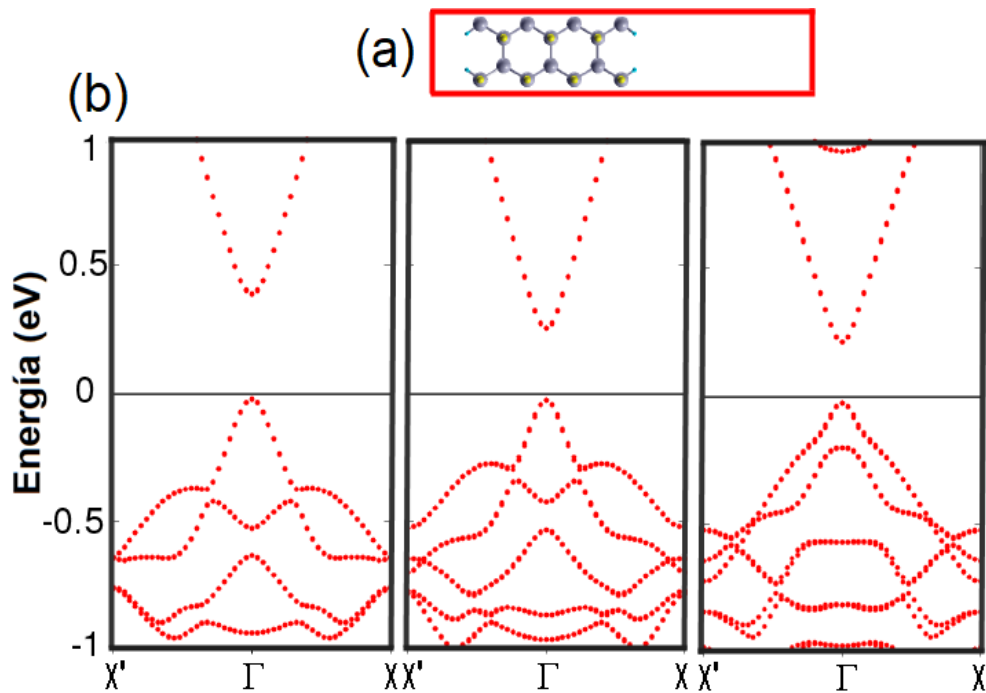 (a)
(b)
Energía (eV)
1
0.5
0
-0.5
-1
X' Γ X X' Γ X X' Γ X